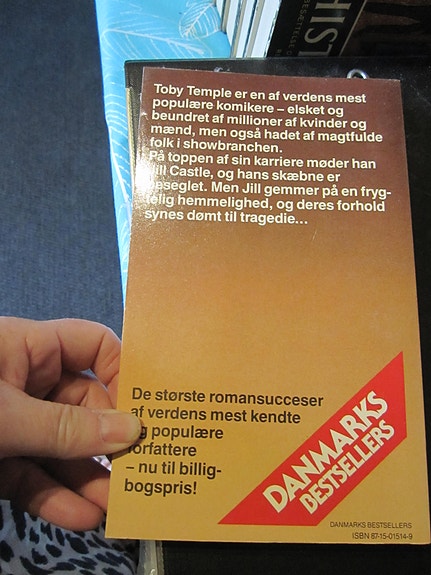 Toby Temple er en af verdens mest
populære komikere – elsket og
beundret af millioner af kvinder og
mænd, men også hadet af magtfulde
folk i showbranchen.
På toppen af sin karriere møder han
Jill Castle, og hans skæbne er
beseglet. Men Jill gemmer på en fryg-
telig hemmelighed, og deres forhold
synes dømt til tragedie...
De største romansucceser
af verdens mest kendte
og populære
forfattere
– nu til billig-
bogspris!
DANMARKS
BESTSELLERS
DANMARKS BESTSELLERS
ISBN 87-15-01514-9
HIST